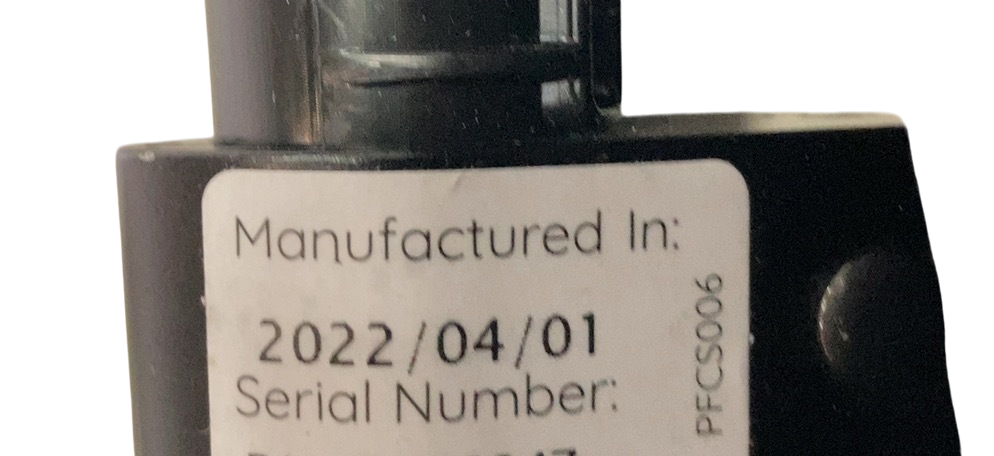 Manufactured In:
2022/04/01
Serial Number:
PFCS006